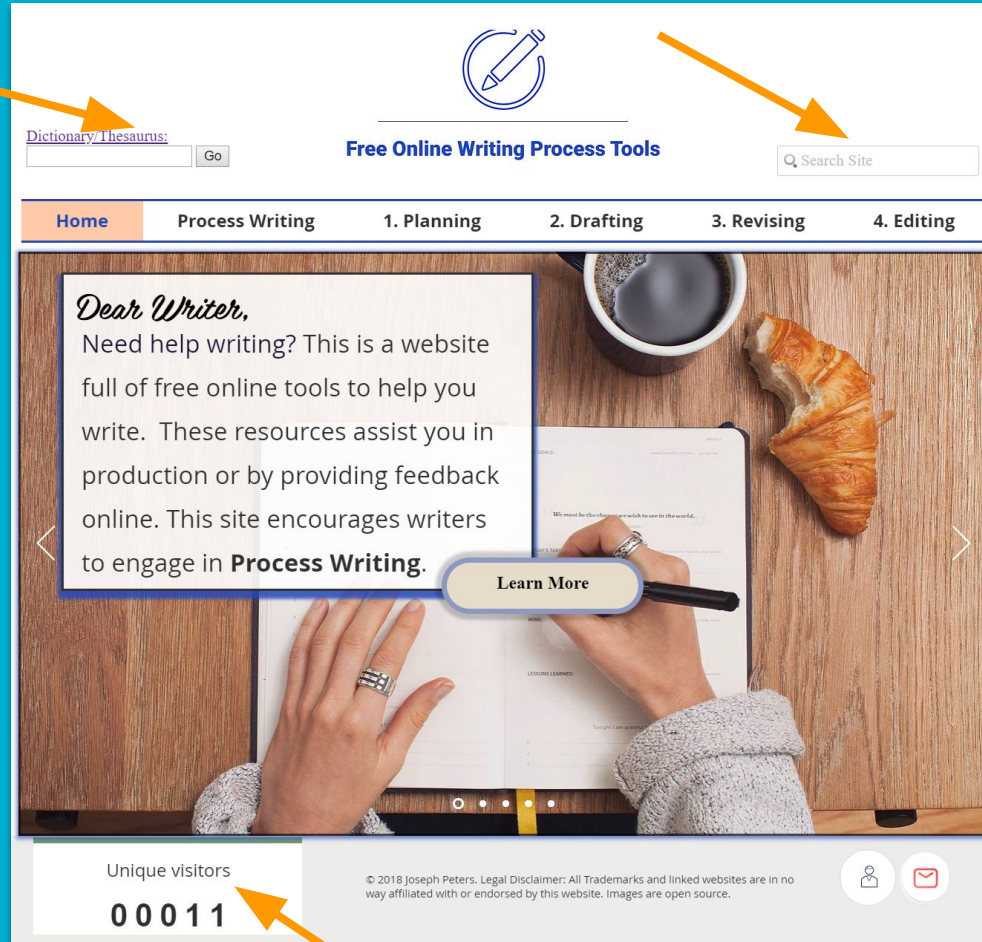 Dictionary/Thesaurus:
Go
Free Online Writing Process Tools
Search Site
Home Process Writing 1. Planning 2. Drafting 3. Revising 4. Editing
Dear Writer,
Need help writing? This is a website
full of free online tools to help you
write. These resources assist you in
production or by providing feedback
online. This site encourages writers
to engage in Process Writing.
Learn More
GOALS:
We must be the change we wish to see in the world.
WINS:
LESSONS LEARNED:
Unique visitors
00011
© 2018 Joseph Peters. Legal Disclaimer: All Trademarks and linked websites are in no
way affiliated with or endorsed by this website. Images are open source.